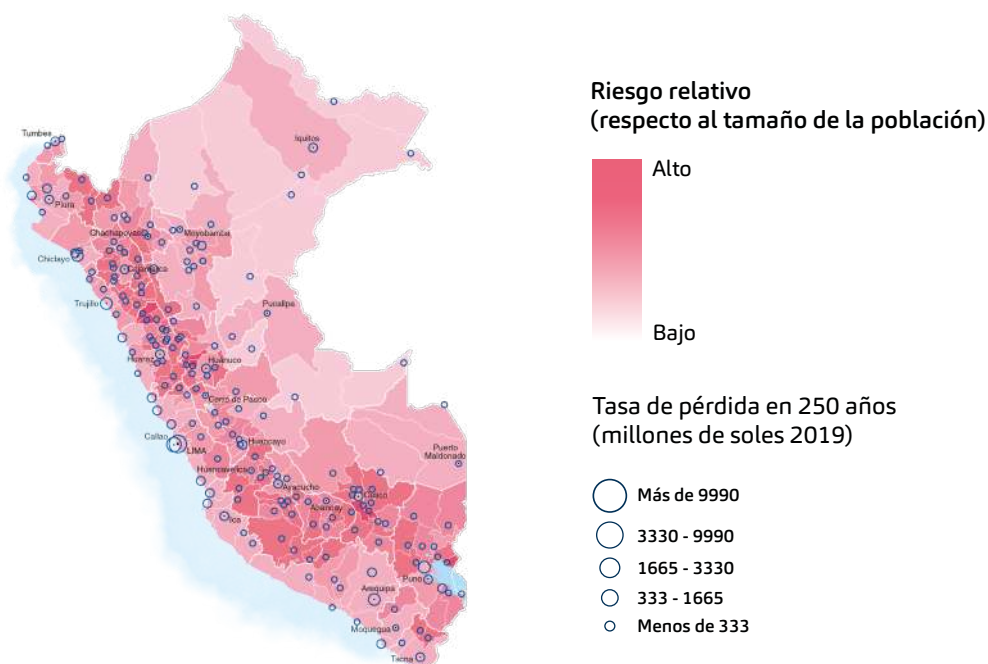 Riesgo relativo
(respecto al tamaño de la población)
Alto
Bajo
Tasa de pérdida en 250 años
(millones de soles 2019)
Más de 9990
3330 - 9990
1665 - 3330
333 - 1665
Menos de 333
Tumbes
Iquitos
Piura
Chachapoyas
Moyobamba
Chiclayo
Cajamarca
Trujillo
Pucallpa
Huaraz
Huánuco
Cerro de Pasco
Callao
LIMA
Huancayo
Puerto
Maldonado
Huancavelica
Ayacucho
Cusco
Abancay
Ica
Puno
Arequipa
Moquegua
Tacna